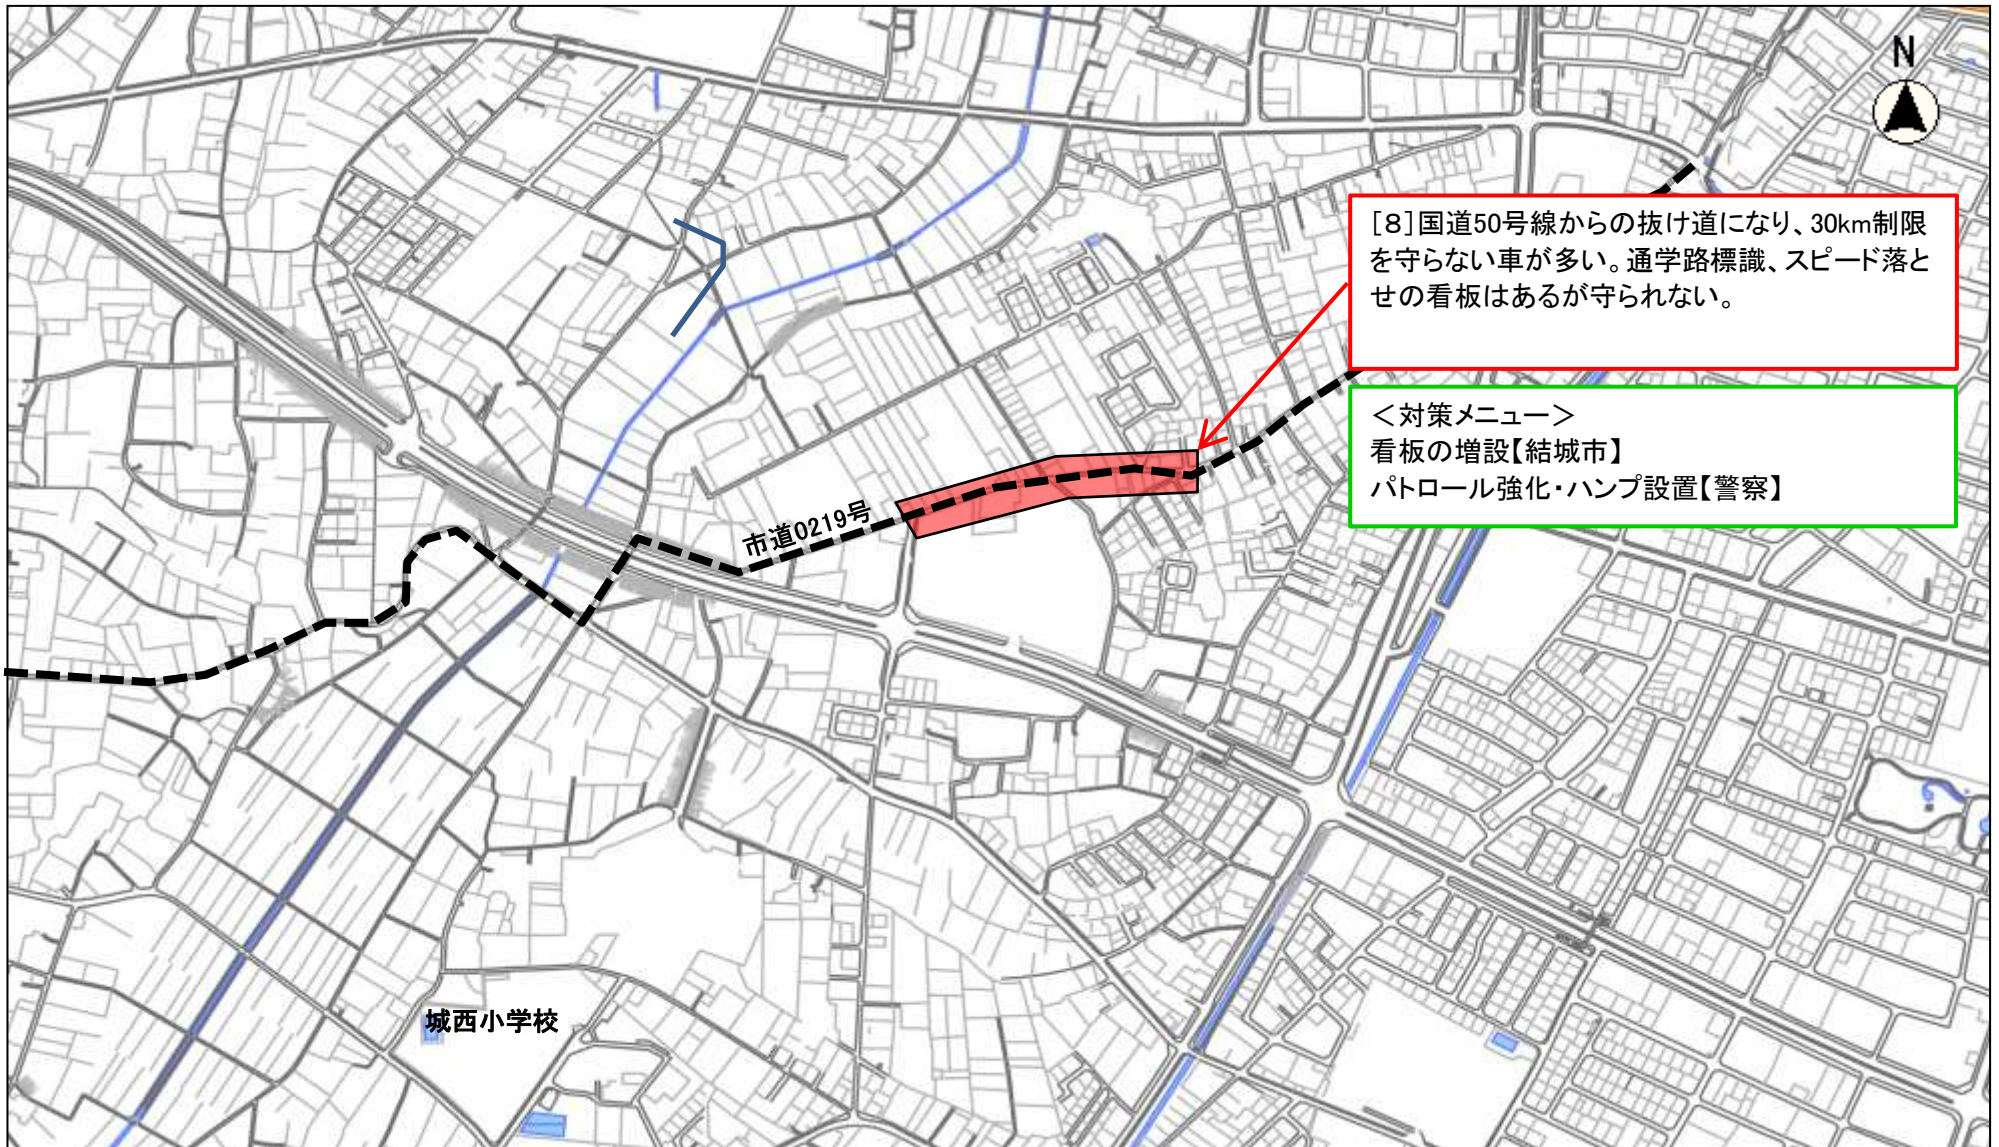 N
[８]国道50号線からの抜け道になり、30km制限
を守らない車が多い。通学路標識、スピード落と
せの看板はあるが守られない。
＜対策メニュー＞
看板の増設【結城市】
パトロール強化・ハンプ設置【警察】
市道0219号
城西小学校